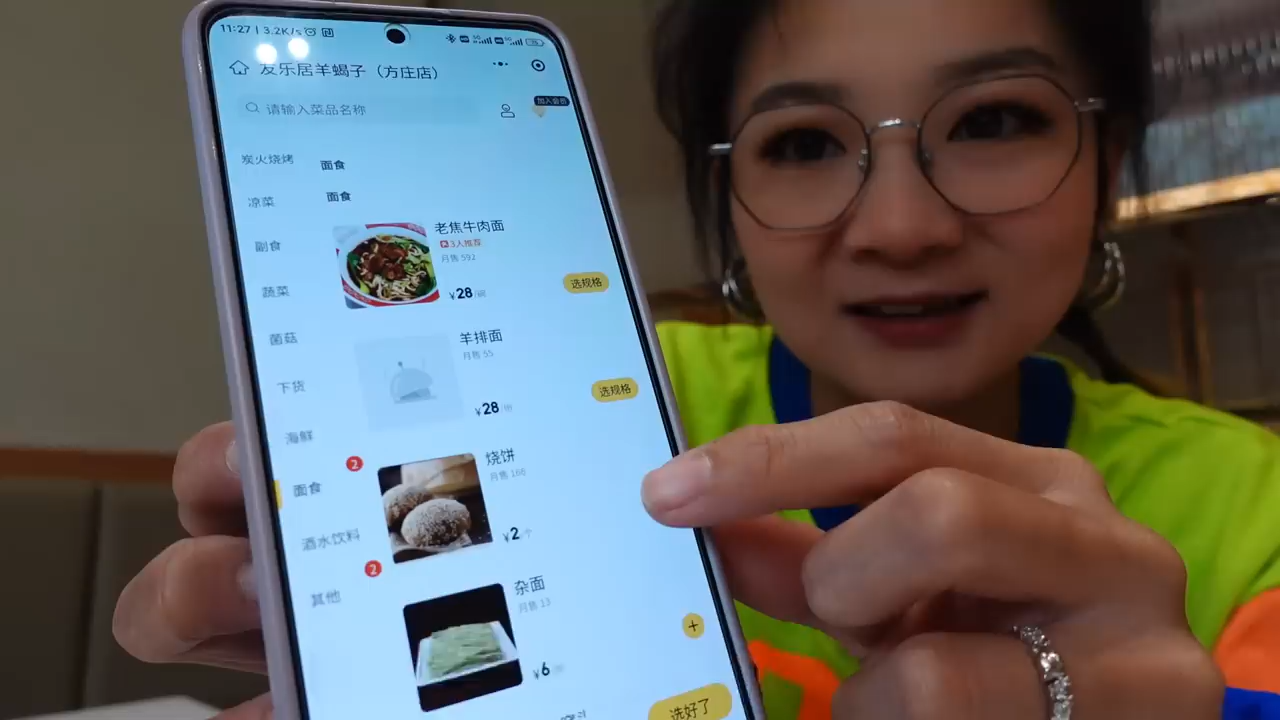 11:27 | 3.2K/s
友乐居羊蝎子（方庄店）
请输入菜品名称
加入会员
炭火烧烤
凉菜
副食
蔬菜
菌菇
下货
海鲜
2
面食
酒水饮料
2
其他
面食
面食
老焦牛肉面
3人推荐
月售 592
¥28
选规格
羊排面
月售 55
¥28
选规格
烧饼
月售 166
¥2/个
杂面
月售 13
¥6
+
选好了